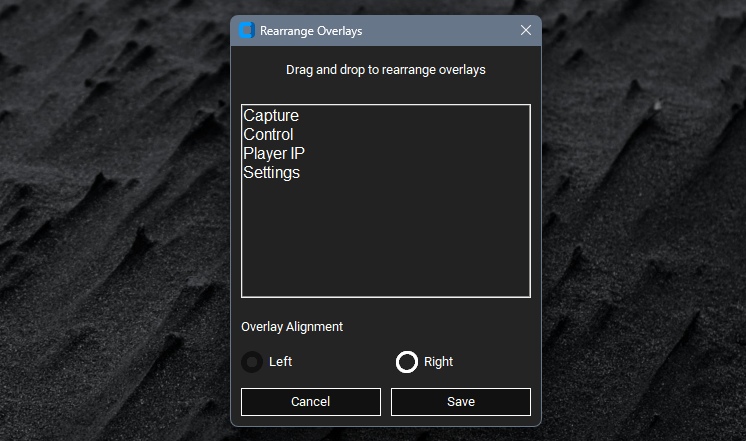 Rearrange Overlays
Drag and drop to rearrange overlays
Capture
Control
Player IP
Settings
Overlay Alignment
Left Right
Cancel Save